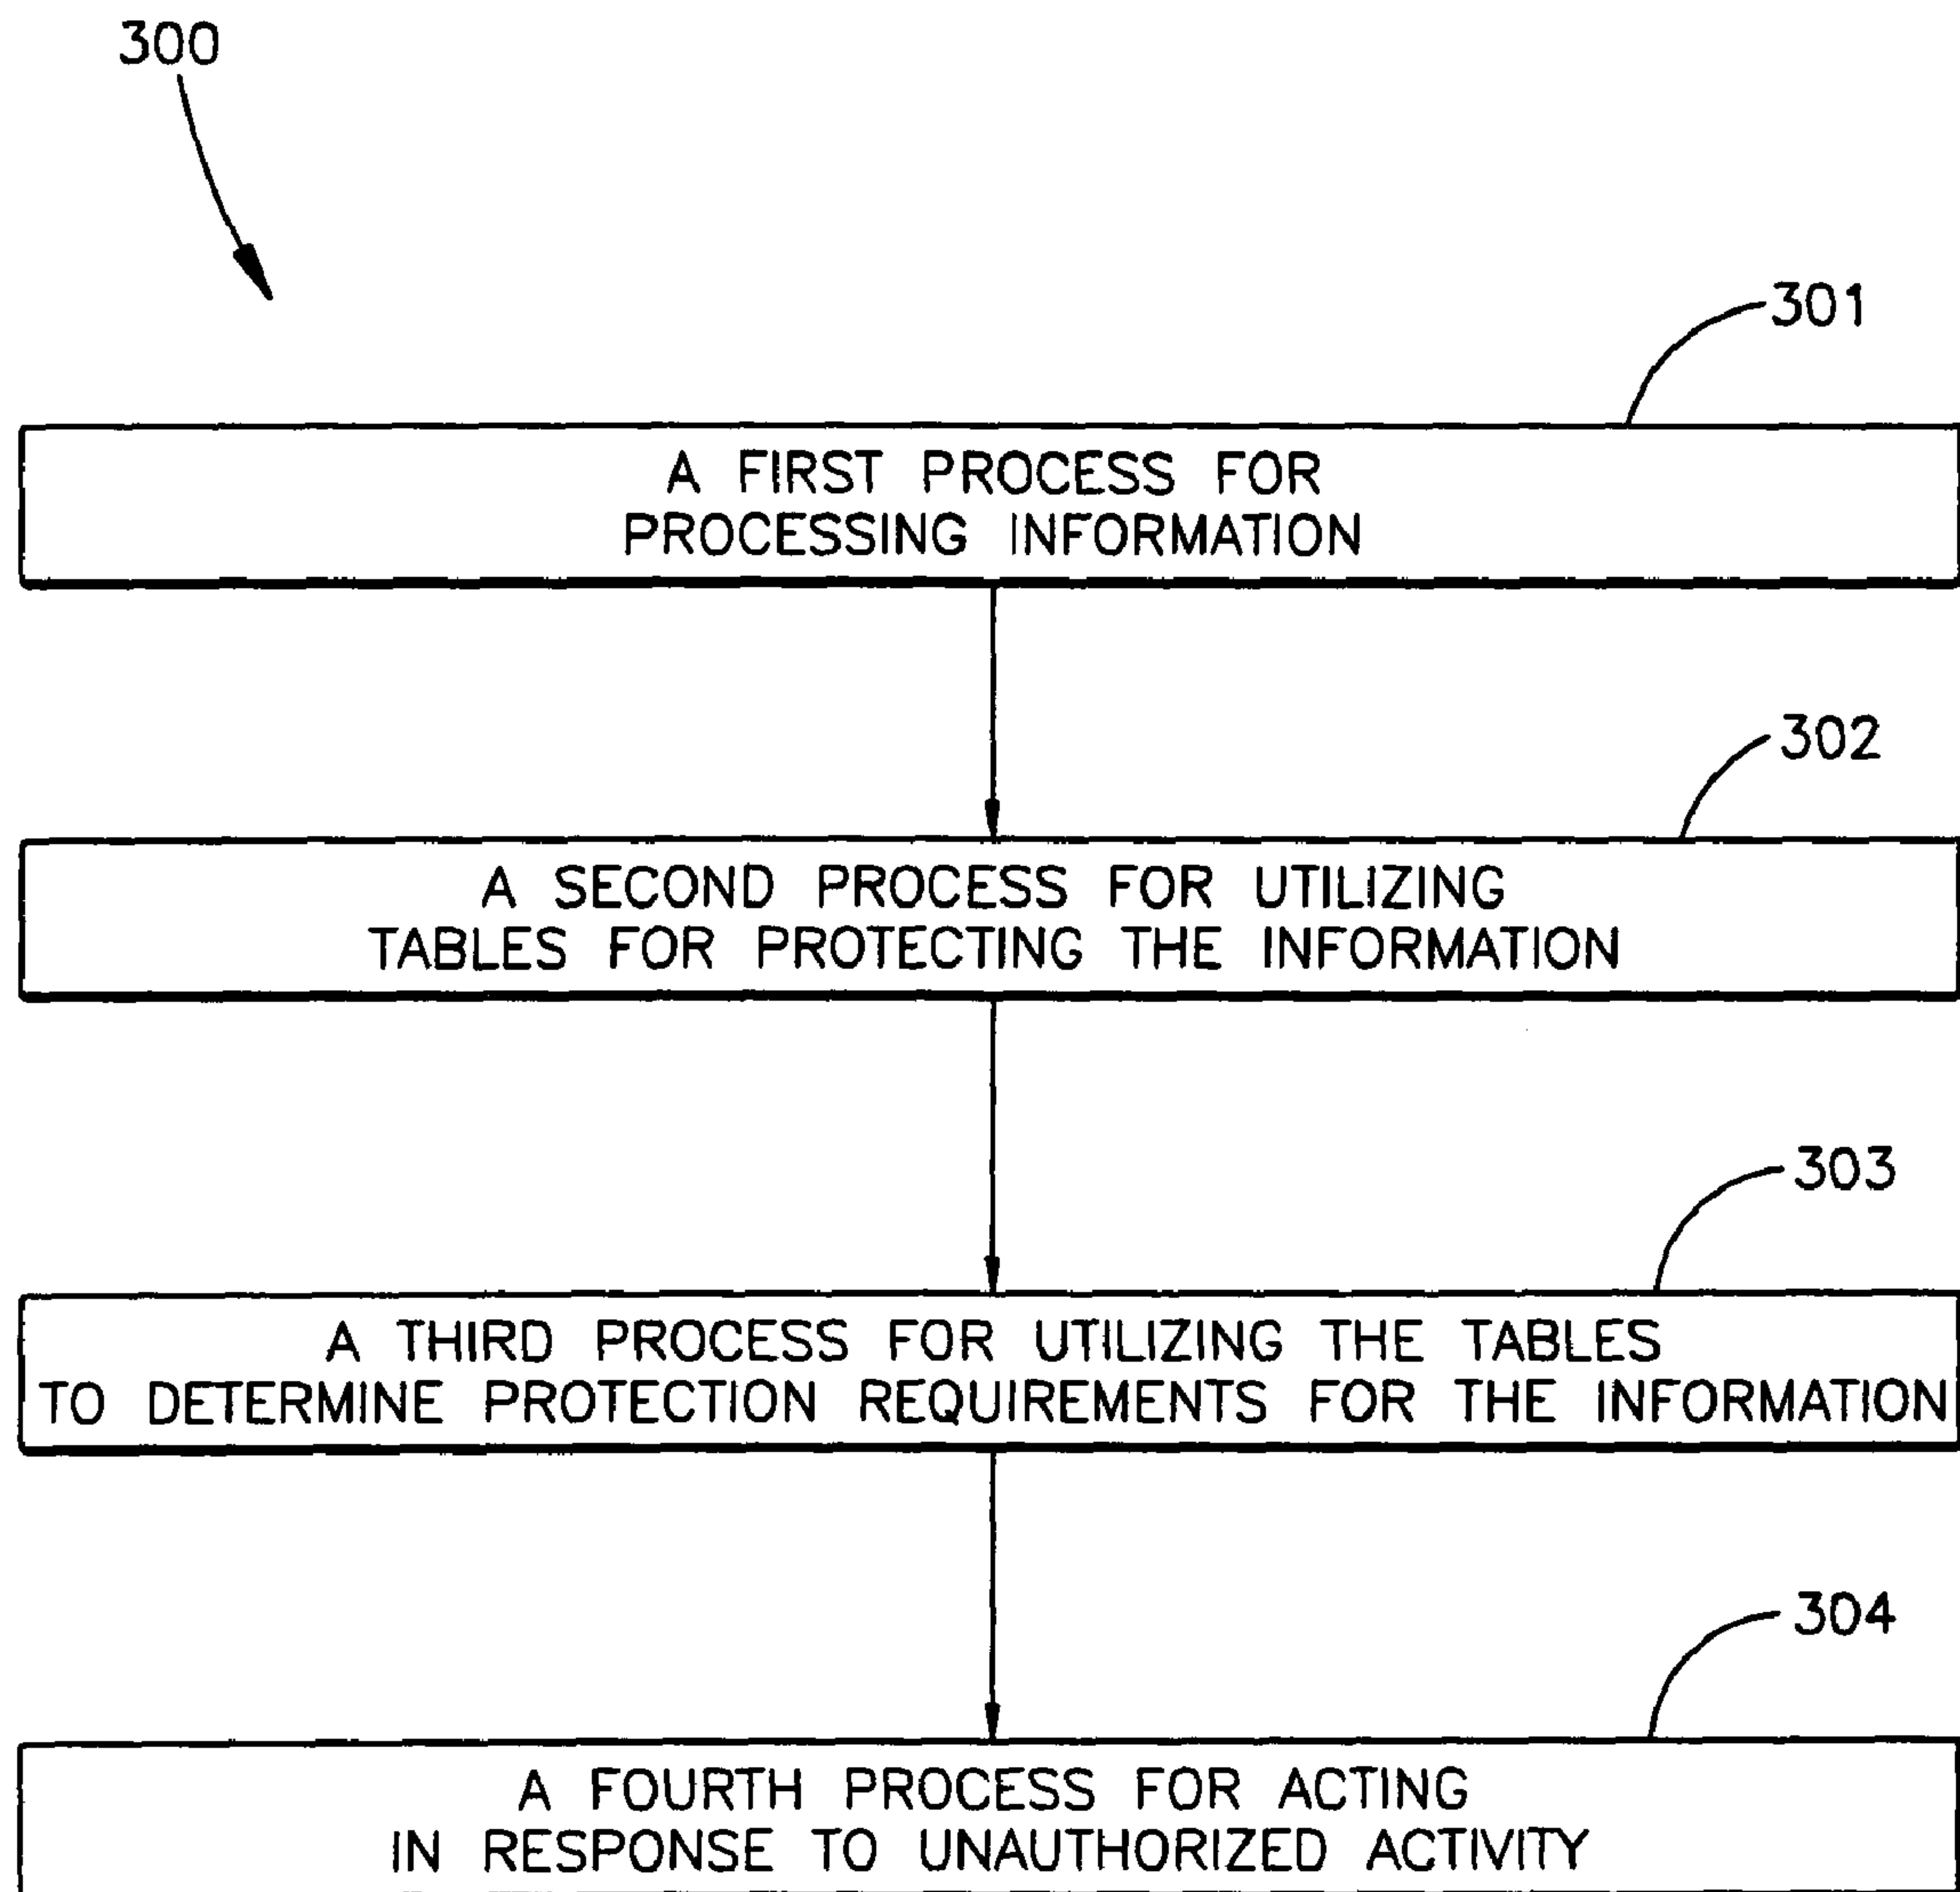 300
301
A FIRST PROCESS FOR
PROCESSING INFORMATION
302
A SECOND PROCESS FOR UTILIZING
TABLES FOR PROTECTING THE INFORMATION
303
A THIRD PROCESS FOR UTILIZING THE TABLES
TO DETERMINE PROTECTION REQUIREMENTS FOR THE INFORMATION
304
A FOURTH PROCESS FOR ACTING
IN RESPONSE TO UNAUTHORIZED ACTIVITY